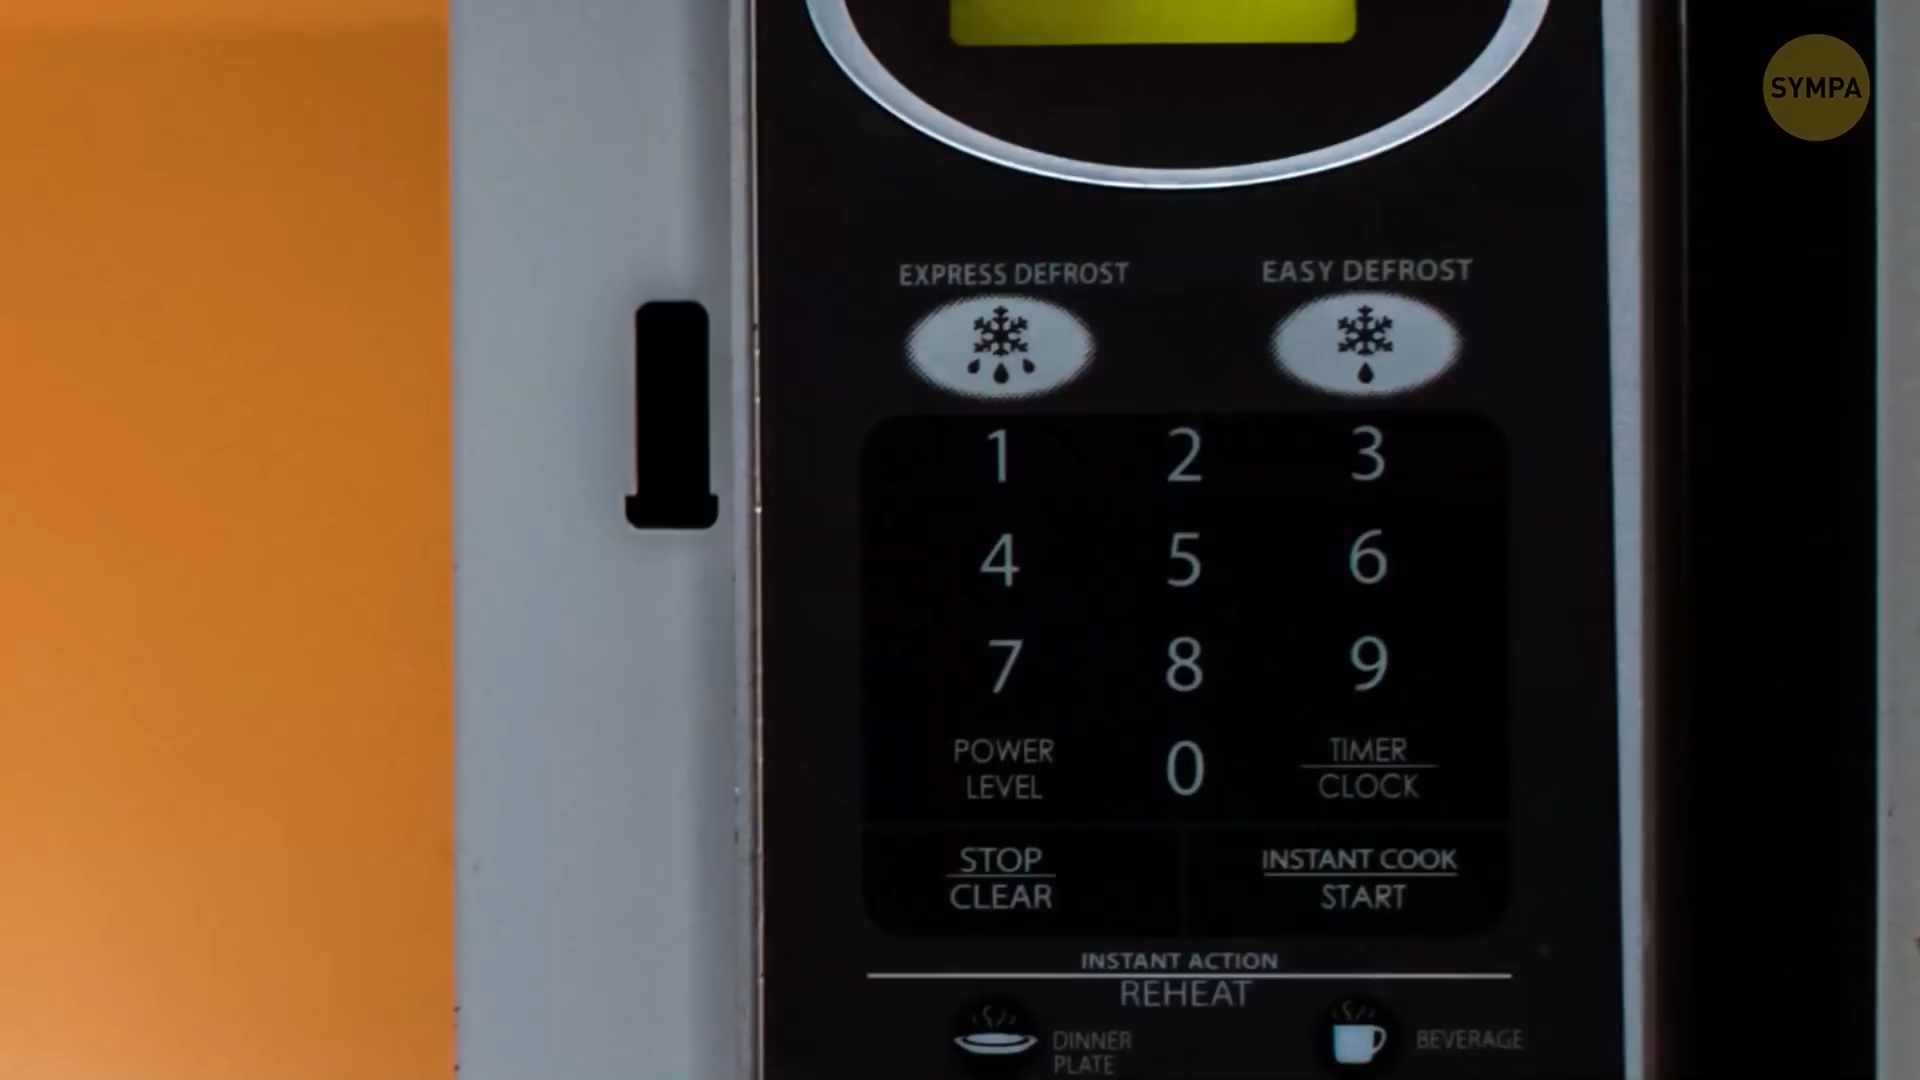 SYMPA
EXPRESS DEFROST
EASY DEFROST
1 2 3
4 5 6
7 8 9
POWER
LEVEL
0
TIMER
CLOCK
STOP
CLEAR
INSTANT COOK
START
INSTANT ACTION
REHEAT
DINNER
PLATE
BEVERAGE